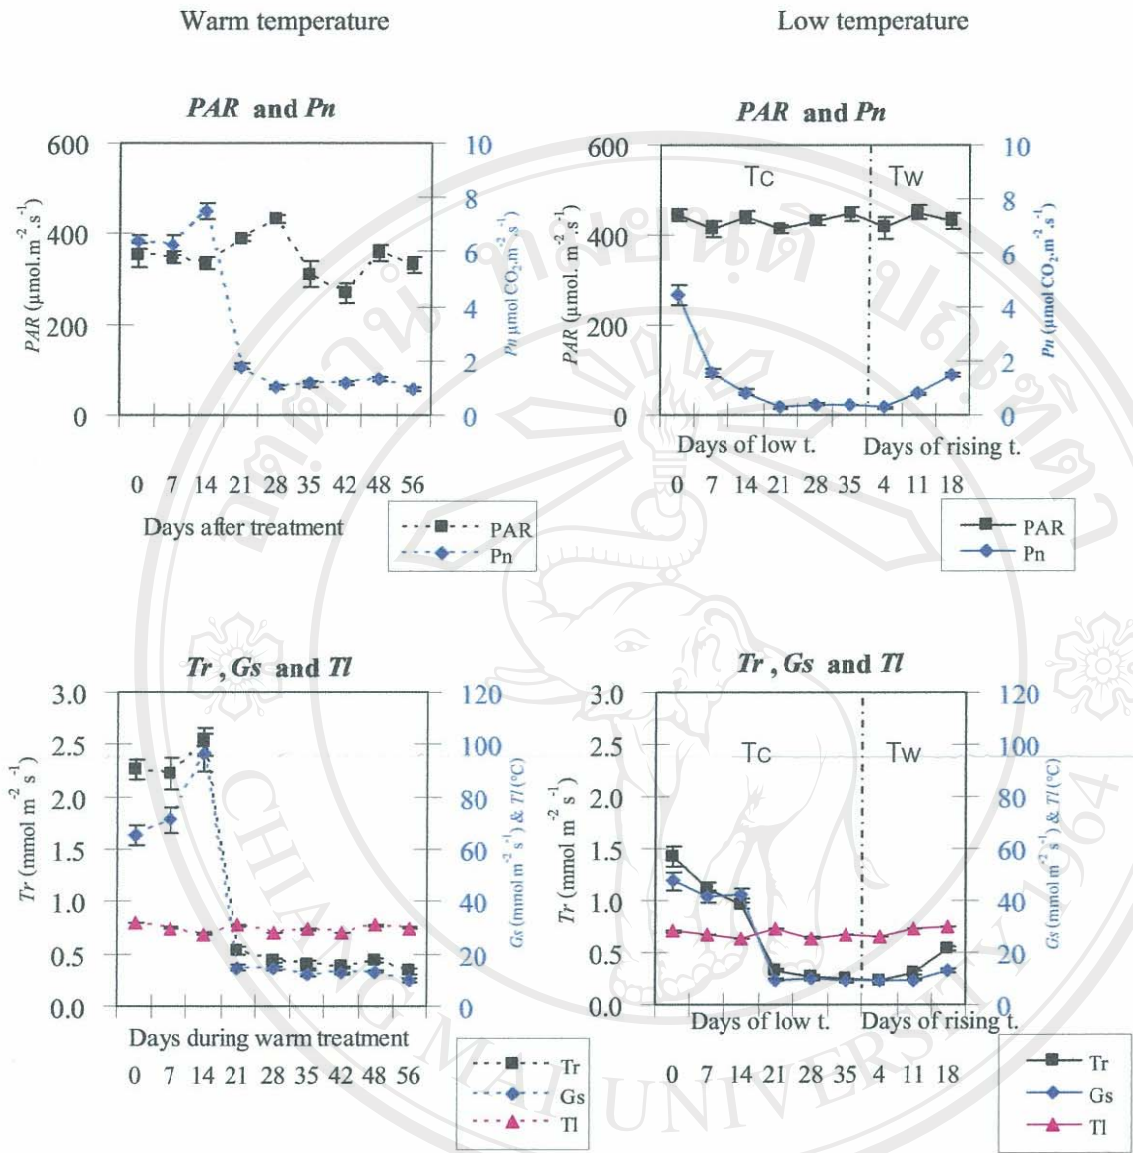 Warm temperature
Low temperature
PAR and Pn
600
400
200
0
PAR (µmol.m⁻².s⁻¹)
10
8
6
4
2
0
Pn µmol CO₂.m⁻².s⁻¹)
0 7 14 21 28 35 42 48 56
Days after treatment
PAR
Pn
PAR and Pn
600
400
200
0
PAR (µmol. m⁻².s⁻¹)
Tc
Tw
10
8
6
4
2
0
Pn (µmol CO₂.m⁻².s⁻¹)
Days of low t.
Days of rising t.
0 7 14 21 28 35 4 11 18
PAR
Pn
Tr , Gs and Tl
3.0
2.5
2.0
1.5
1.0
0.5
0.0
Tr (mmol m⁻² s⁻¹)
120
100
80
60
40
20
0
Gs (mmol m⁻² s⁻¹) & Tl (°C)
Days during warm treatment
0 7 14 21 28 35 42 48 56
Tr
Gs
Tl
Tr , Gs and Tl
3.0
2.5
2.0
1.5
1.0
0.5
0.0
Tr (mmol m⁻² s⁻¹)
Tc
Tw
120
100
80
60
40
20
0
Gs (mmol m⁻² s⁻¹) & Tl (°C)
Days of low t.
Days of rising t.
0 7 14 21 28 35 4 11 18
Tr
Gs
Tl
CHIANG MAI UNIVERSITY 1964